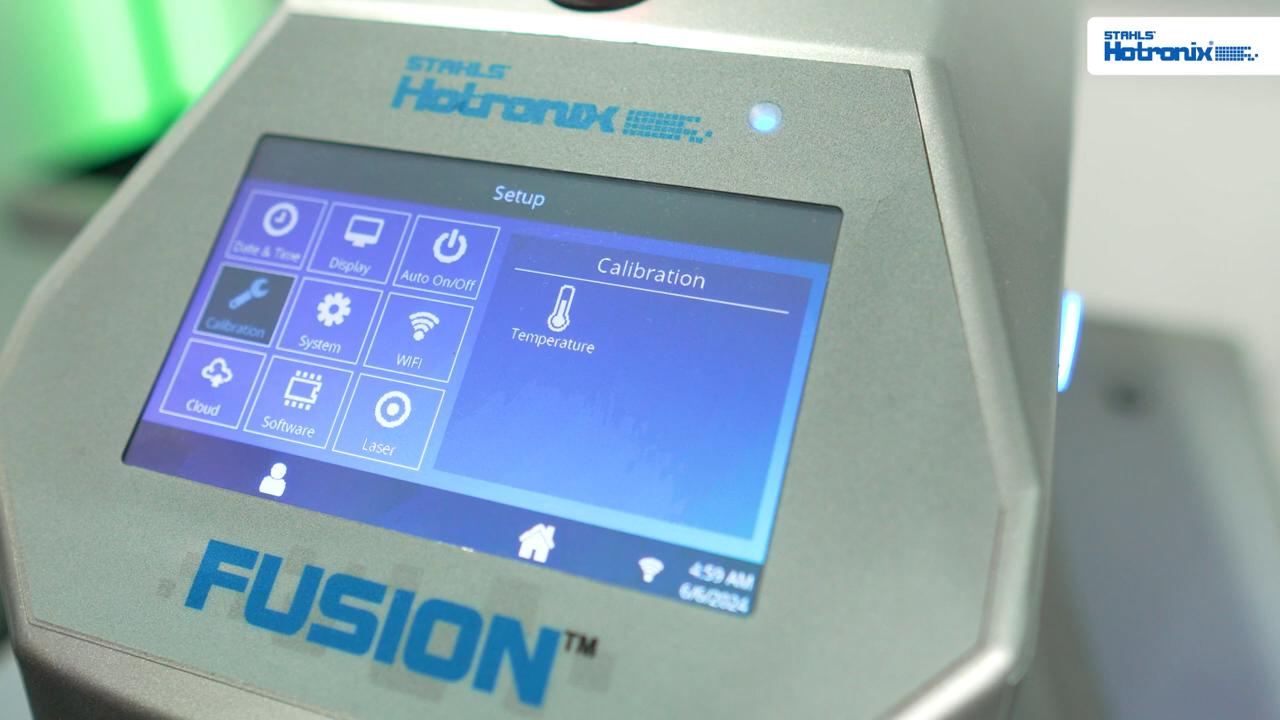 STAHLS'
Hotronix®
STAHLS'
Hotronix
Setup
Date & Time
Display
Auto On/Off
Calibration
System
WiFi
Cloud
Software
Laser
Calibration
Temperature
4:59 AM
6/6/2024
FUSION™